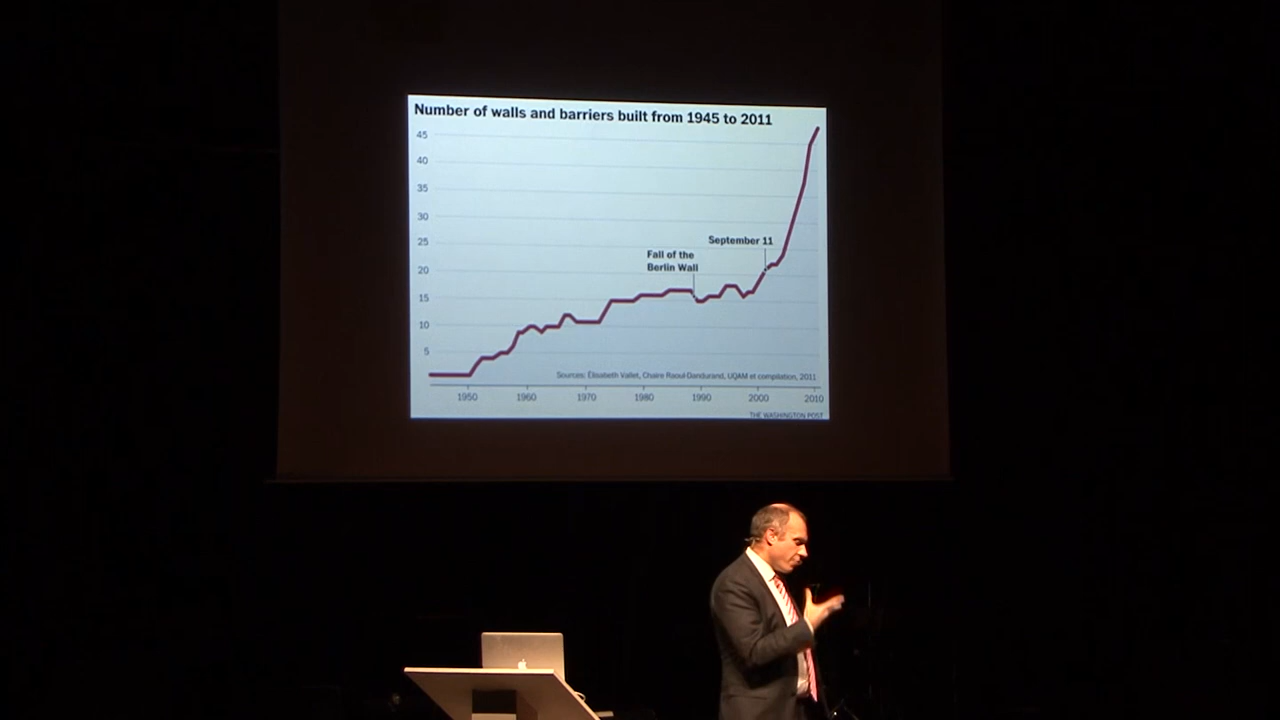 Number of walls and barriers built from 1945 to 2011
45
40
35
30
25
20
15
10
5
September 11
Fall of the
Berlin Wall
Sources: Élisabeth Vallet, Chaire Raoul-Dandurand, UQAM et compilation, 2011
1950 1960 1970 1980 1990 2000 2010
THE WASHINGTON POST